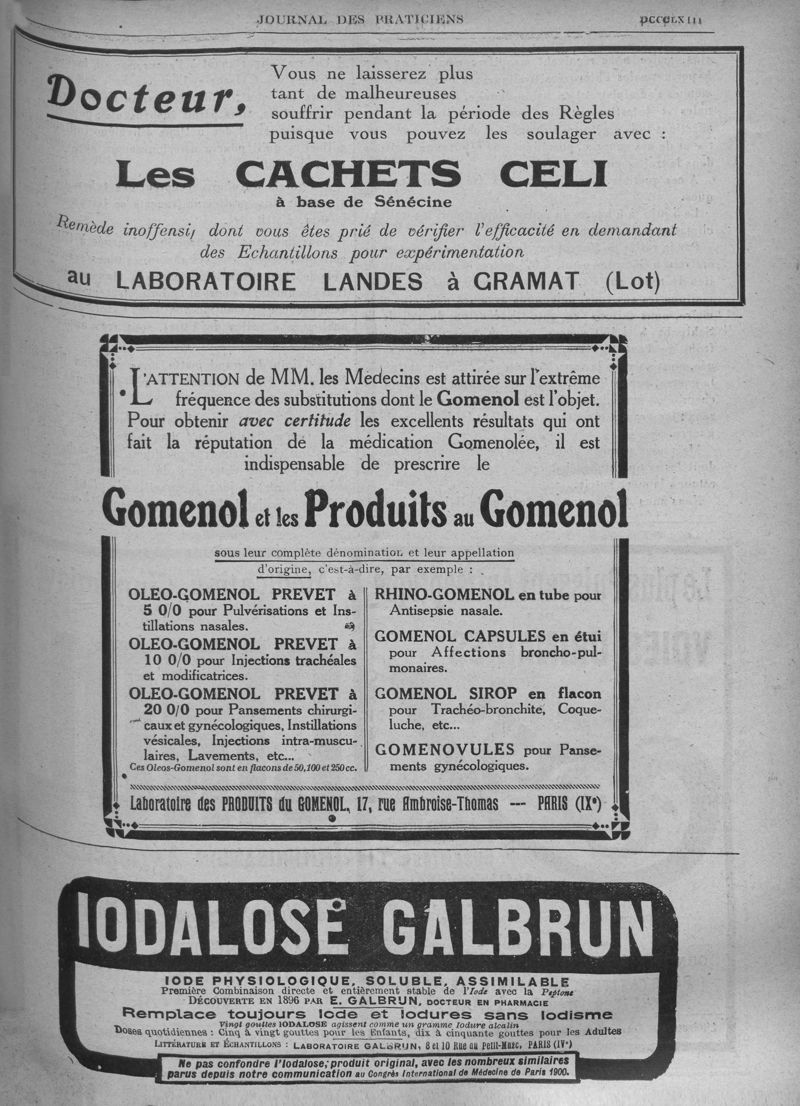 JOURNAL DES PRATICIENS
Docteur,
Vous ne laisserez plus
tant de malheureuses
souffrir pendant la période des Règles
puisque vous pouvez les soulager avec :
Les CACHETS CELI
à base de Sénécine
Remède inoffensif dont vous êtes prié de vérifier l'efficacité en demandant
des Echantillons pour expérimentation
au LABORATOIRE LANDES à GRAMAT (Lot)
L'ATTENTION de MM. les Médecins est attirée sur l'extrême
fréquence des substitutions dont le Gomenol est l'objet.
Pour obtenir avec certitude les excellents résultats qui ont
fait la réputation de la médication Gomenolée, il est
indispensable de prescrire le
Gomenol et les Produits au Gomenol
sous leur complète dénomination et leur appellation
d'origine, c'est-à-dire, par exemple :
OLEO-GOMENOL PREVET à
5 0/0 pour Pulvérisations et Ins-
tillations nasales.
OLEO-GOMENOL PREVET à
10 0/0 pour Injections trachéales
et modificatrices.
OLEO-GOMENOL PREVET à
20 0/0 pour Pansements chirurgi-
caux et gynécologiques, Instillations
vésicales, Injections intra-muscu-
laires, Lavements, etc...
Ces Oleos-Gomenol sont en flacons de 50, 100 et 250 cc.
RHINO-GOMENOL en tube pour
Antisepsie nasale.
GOMENOL CAPSULES en étui
pour Affections broncho-pul-
monaires.
GOMENOL SIROP en flacon
pour Trachéo-bronchite, Coque-
luche, etc...
GOMENOVULES pour Panse-
ments gynécologiques.
Laboratoire des PRODUITS du GOMENOL, 17, rue Ambroise-Thomas --- PARIS (IXe)
IODALOSE GALBRUN
IODE PHYSIOLOGIQUE, SOLUBLE, ASSIMILABLE
Première Combinaison directe et entièrement stable de l'Iode avec la Peptone
DÉCOUVERTE EN 1896 PAR E. GALBRUN, DOCTEUR EN PHARMACIE
Remplace toujours Iode et Iodures sans Iodisme
Vingt gouttes IODALOSE agissent comme un gramme Iodure alcalin
Doses quotidiennes : Cinq à vingt gouttes pour les Enfants, dix à cinquante gouttes pour les Adultes
LITTÉRATURE ET ÉCHANTILLONS : LABORATOIRE GALBRUN, 8 et 10 Rue du Petit-Musc, PARIS (IVe)
Ne pas confondre l'Iodalose, produit original, avec les nombreux similaires
parus depuis notre communication au Congrès International de Médecine de Paris 1900.